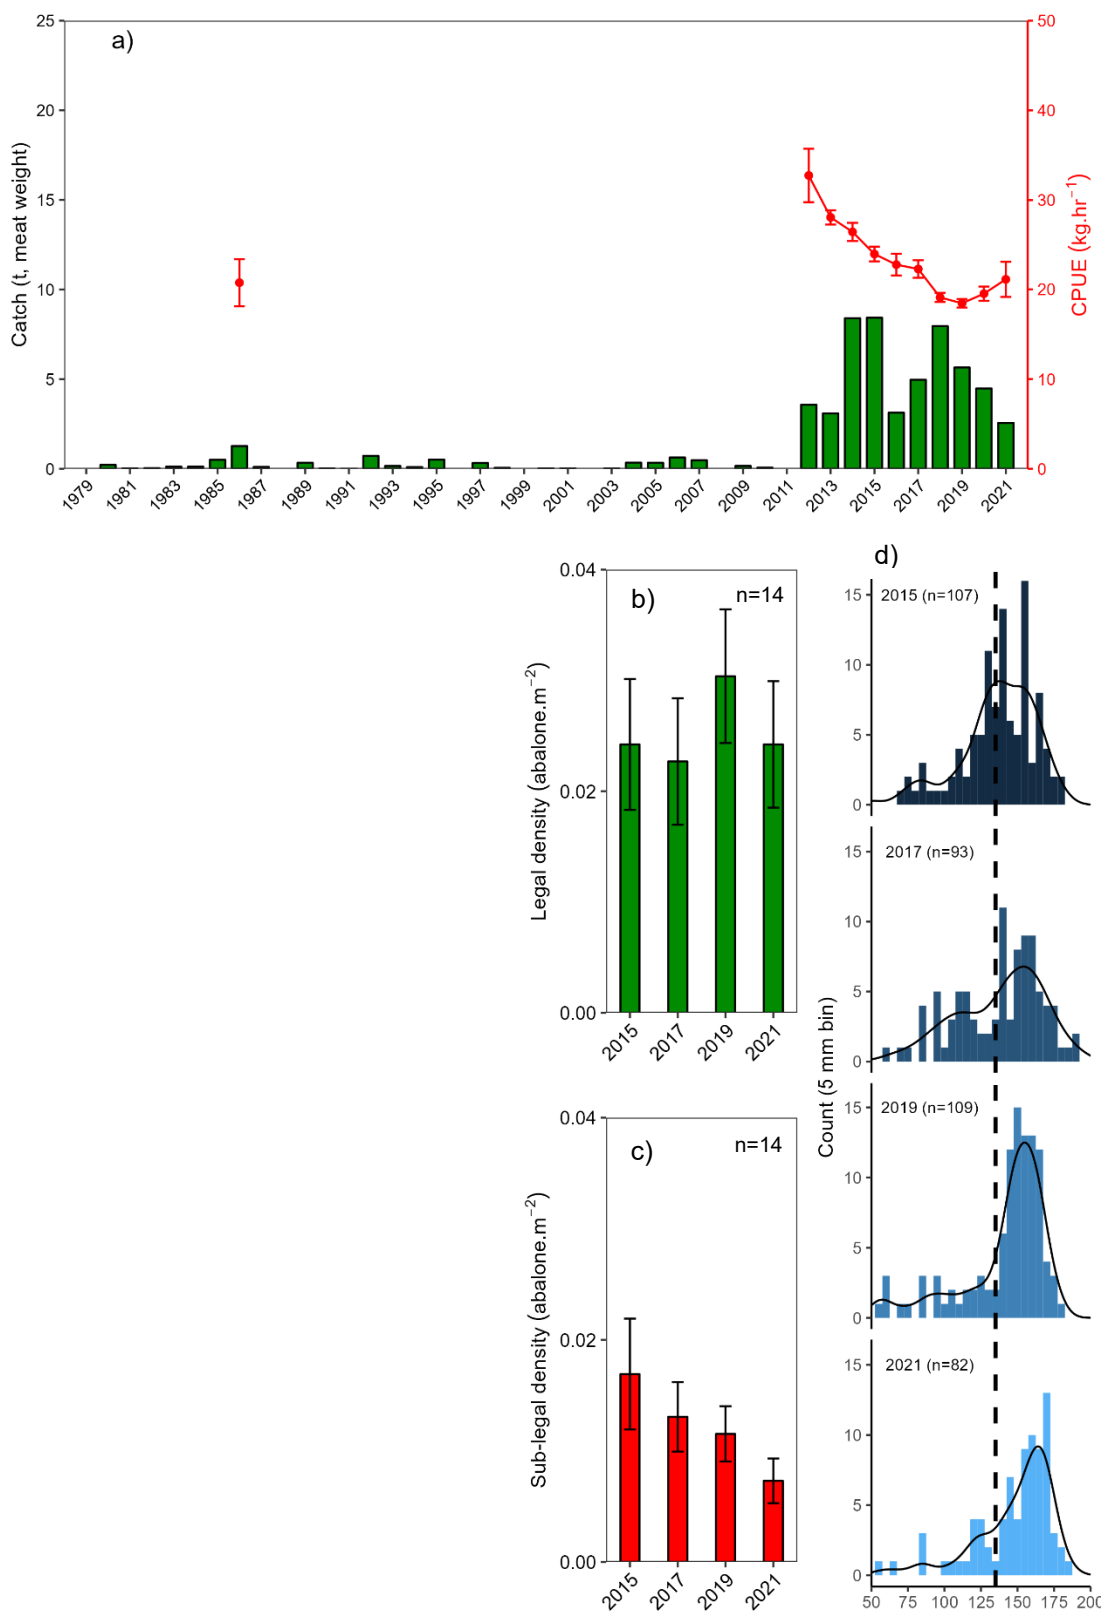 a)
25
20
15
10
5
0
Catch (t, meat weight)
50
40
30
20
10
0
CPUE (kg.hr⁻¹)
1979 1981 1983 1985 1987 1989 1991 1993 1995 1997 1999 2001 2003 2005 2007 2009 2011 2013 2015 2017 2019 2021
b)
n=14
0.04
0.02
0.00
Legal density (abalone.m⁻²)
2015 2017 2019 2021
c)
n=14
0.04
0.02
0.00
Sub-legal density (abalone.m⁻²)
2015 2017 2019 2021
d)
Count (5 mm bin)
2015 (n=107)
15
10
5
0
2017 (n=93)
15
10
5
0
2019 (n=109)
15
10
5
0
2021 (n=82)
15
10
5
0
50 75 100 125 150 175 200